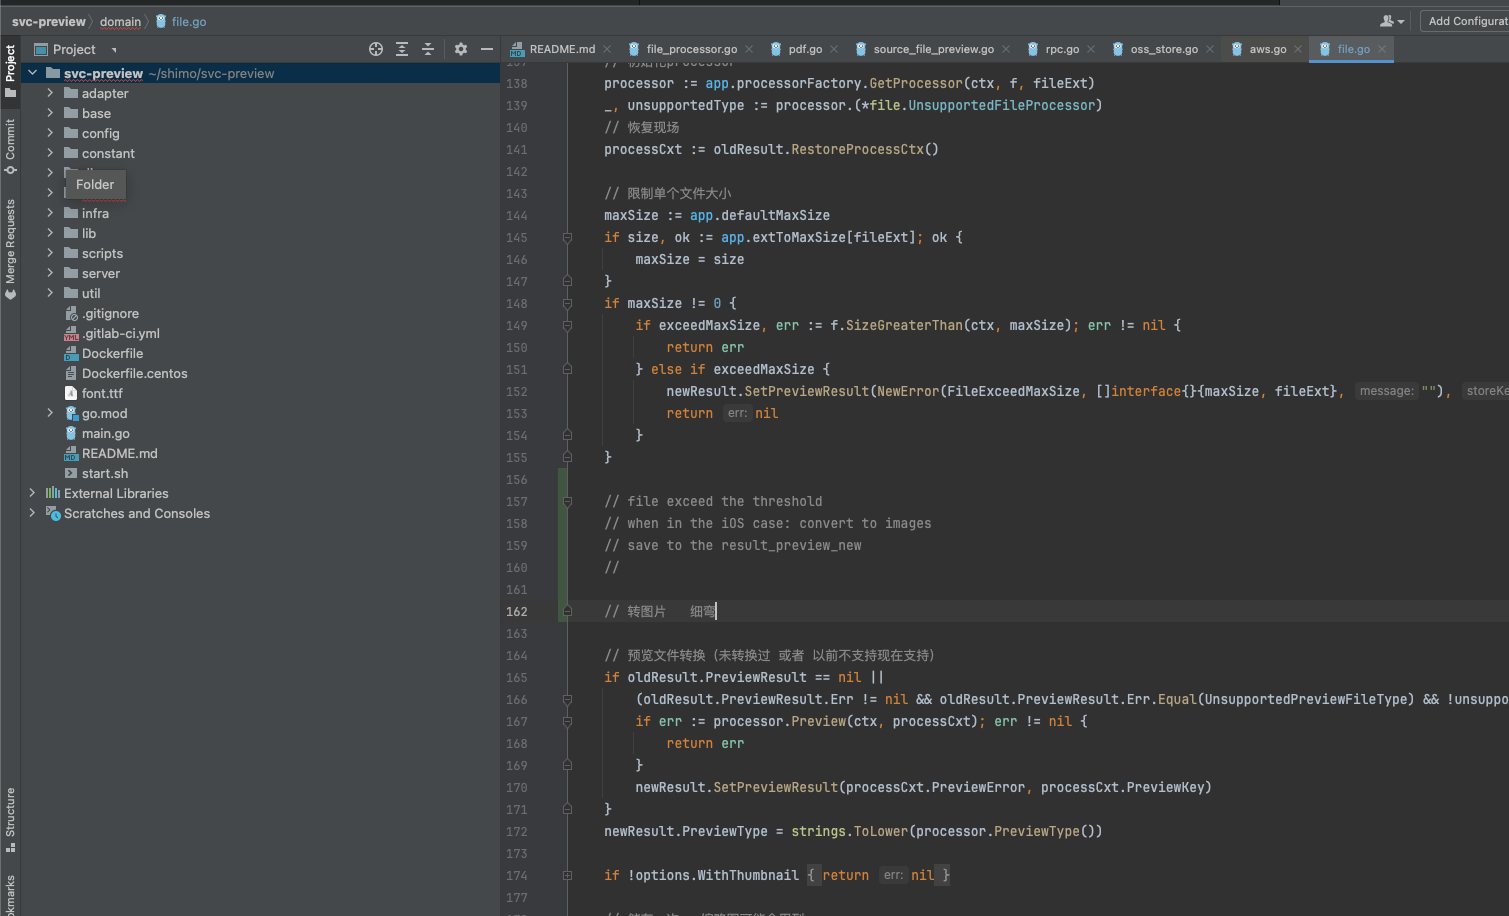 svc-preview
domain
file.go
Add Configurat
Project
README.md
file_processor.go
pdf.go
source_file_preview.go
rpc.go
oss_store.go
aws.go
file.go
Project
Commit
Merge Requests
Structure
svc-preview ~/shimo/svc-preview
adapter
base
config
constant
Folder
infra
lib
scripts
server
util
.gitignore
.gitlab-ci.yml
Dockerfile
Dockerfile.centos
font.ttf
go.mod
main.go
README.md
start.sh
External Libraries
Scratches and Consoles
137 // 初始化processor
138 processor := app.processorFactory.GetProcessor(ctx, f, fileExt)
139 _, unsupportedType := processor.(*file.UnsupportedFileProcessor)
140 // 恢复现场
141 processCxt := oldResult.RestoreProcessCtx()
142
143 // 限制单个文件大小
144 maxSize := app.defaultMaxSize
145 if size, ok := app.extToMaxSize[fileExt]; ok {
146 maxSize = size
147 }
148 if maxSize != 0 {
149 if exceedMaxSize, err := f.SizeGreaterThan(ctx, maxSize); err != nil {
150 return err
151 } else if exceedMaxSize {
152 newResult.SetPreviewResult(NewError(FileExceedMaxSize, []interface{}{maxSize, fileExt}, message: ""), storeKe
153 return err: nil
154 }
155 }
156
157 // file exceed the threshold
158 // when in the iOS case: convert to images
159 // save to the result_preview_new
160 //
161
162 // 转图片 细弯
163
164 // 预览文件转换（未转换过 或者 以前不支持现在支持）
165 if oldResult.PreviewResult == nil ||
166 (oldResult.PreviewResult.Err != nil && oldResult.PreviewResult.Err.Equal(UnsupportedPreviewFileType) && !unsuppo
167 if err := processor.Preview(ctx, processCxt); err != nil {
168 return err
169 }
170 newResult.SetPreviewResult(processCxt.PreviewError, processCxt.PreviewKey)
171 }
172 newResult.PreviewType = strings.ToLower(processor.PreviewType())
173
174 if !options.WithThumbnail { return err: nil }
177